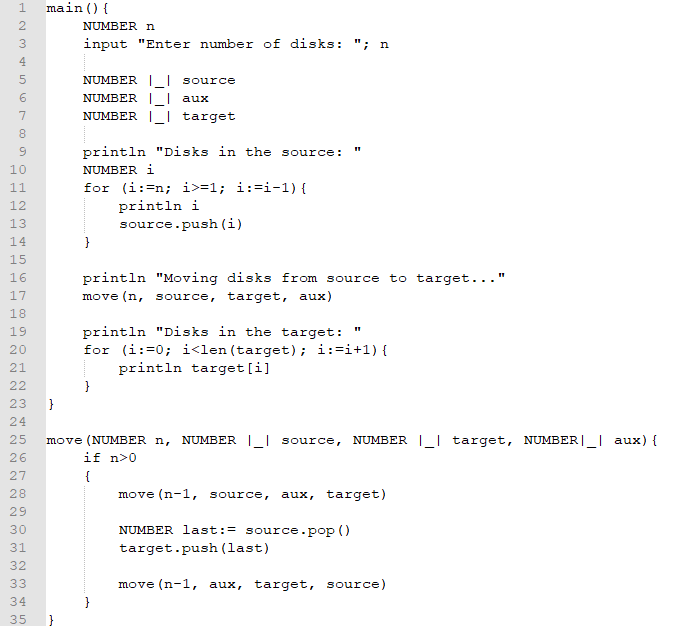 1 main(){
2 NUMBER n
3 input "Enter number of disks: "; n
4
5 NUMBER |_| source
6 NUMBER |_| aux
7 NUMBER |_| target
8
9 println "Disks in the source: "
10 NUMBER i
11 for (i:=n; i>=1; i:=i-1){
12 println i
13 source.push(i)
14 }
15
16 println "Moving disks from source to target..."
17 move(n, source, target, aux)
18
19 println "Disks in the target: "
20 for (i:=0; i<len(target); i:=i+1){
21 println target[i]
22 }
23 }
24
25 move(NUMBER n, NUMBER |_| source, NUMBER |_| target, NUMBER|_| aux){
26 if n>0
27 {
28 move(n-1, source, aux, target)
29
30 NUMBER last:= source.pop()
31 target.push(last)
32
33 move(n-1, aux, target, source)
34 }
35 }